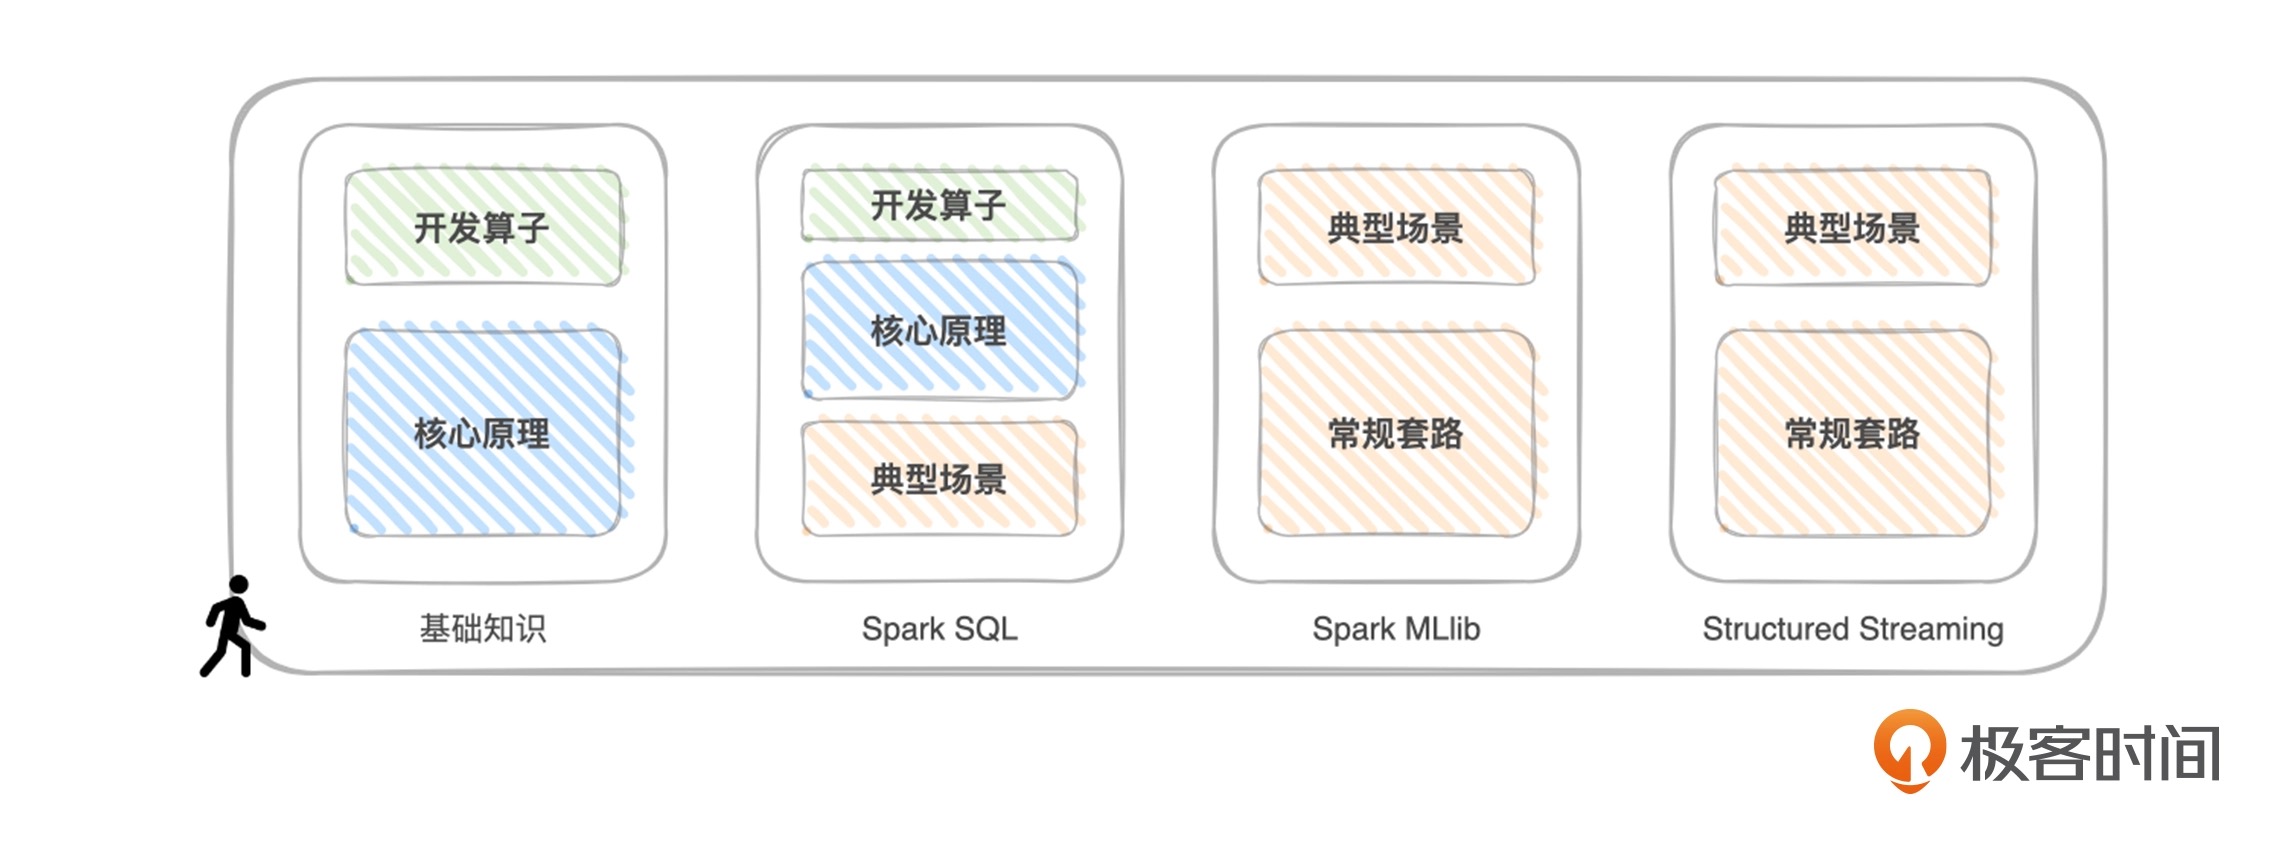 开发算子
核心原理
基础知识
开发算子
核心原理
典型场景
Spark SQL
典型场景
常规套路
Spark MLlib
典型场景
常规套路
Structured Streaming
极客时间